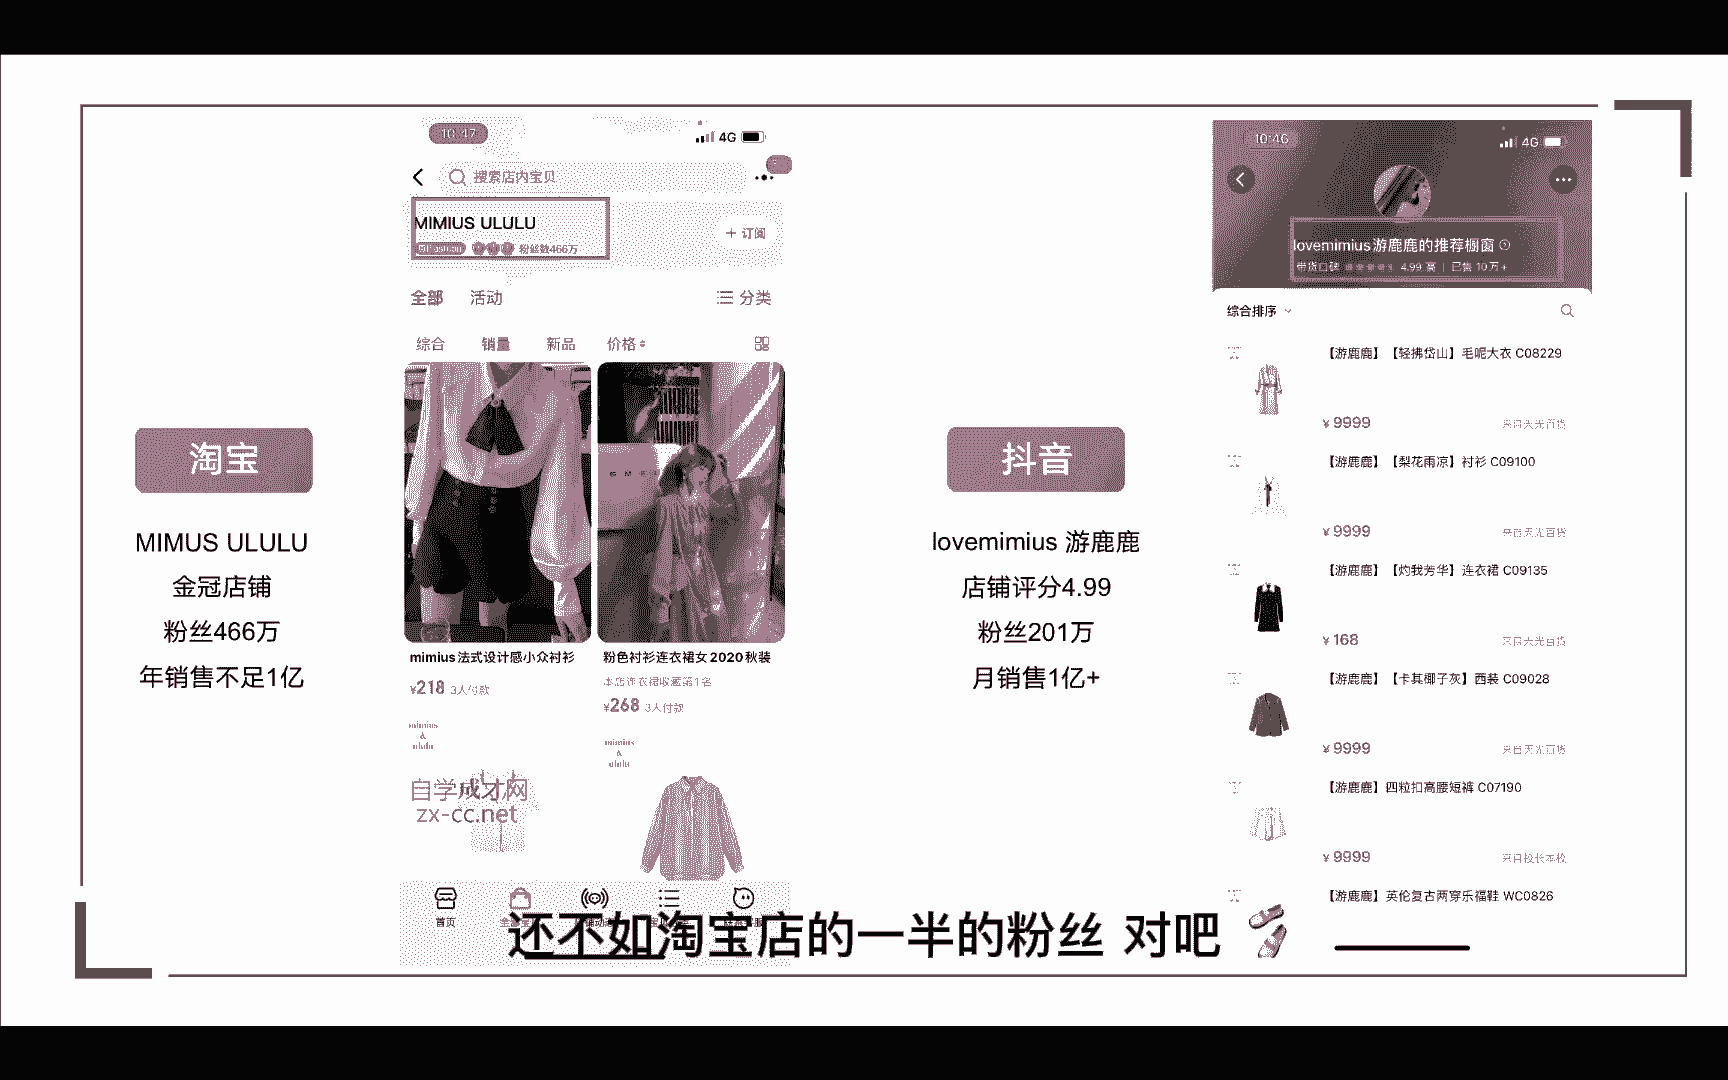 淘宝
MIMUS ULULU
金冠店铺
粉丝466万
年销售不足1亿
10:47
4G
搜索店内宝贝
MIMIUS ULULU
粉丝数466万
+ 订阅
全部 活动
分类
综合 销量 新品 价格
mimius法式设计感小众衬衫
¥218 3人付款
粉色衬衫连衣裙女2020秋装
本店连衣裙收藏第1名
¥268 3人付款
mimius
&
ululu
mimius
&
ululu
自学成才网
zx-cc.net
首页
抖音
lovemimius 游鹿鹿
店铺评分4.99
粉丝201万
月销售1亿+
10:46
4G
lovemimius游鹿鹿的推荐橱窗
带货口碑 4.99 高 | 已售 10万+
综合排序
【游鹿鹿】【轻拂岱山】毛呢大衣 C08229
¥ 9999
【游鹿鹿】【梨花雨凉】衬衫 C09100
¥ 9999
【游鹿鹿】【灼我芳华】连衣裙 C09135
¥ 168
【游鹿鹿】【卡其椰子灰】西装 C09028
¥ 9999
【游鹿鹿】四粒扣高腰短裤 C07190
¥ 9999
【游鹿鹿】英伦复古两穿乐福鞋 WC0826
还不如淘宝店的一半的粉丝 对吧